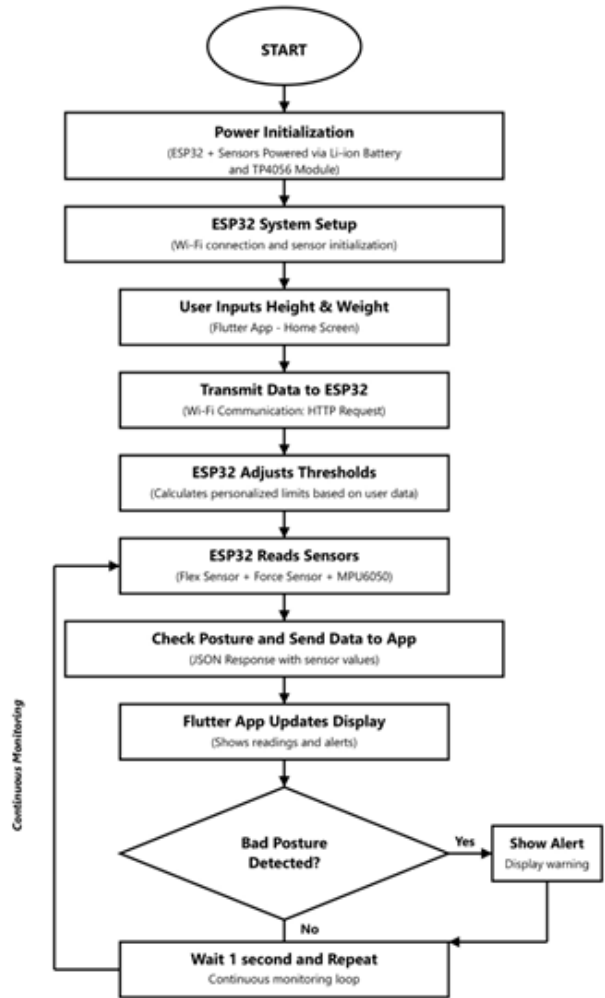 START
Power Initialization
(ESP32 + Sensors Powered via Li-ion Battery
and TP4056 Module)
ESP32 System Setup
(Wi-Fi connection and sensor initialization)
User Inputs Height & Weight
(Flutter App - Home Screen)
Transmit Data to ESP32
(Wi-Fi Communication: HTTP Request)
ESP32 Adjusts Thresholds
(Calculates personalized limits based on user data)
ESP32 Reads Sensors
(Flex Sensor + Force Sensor + MPU6050)
Check Posture and Send Data to App
(JSON Response with sensor values)
Flutter App Updates Display
(Shows readings and alerts)
Continuous Monitoring
Bad Posture
Detected?
Yes
Show Alert
Display warning
No
Wait 1 second and Repeat
Continuous monitoring loop